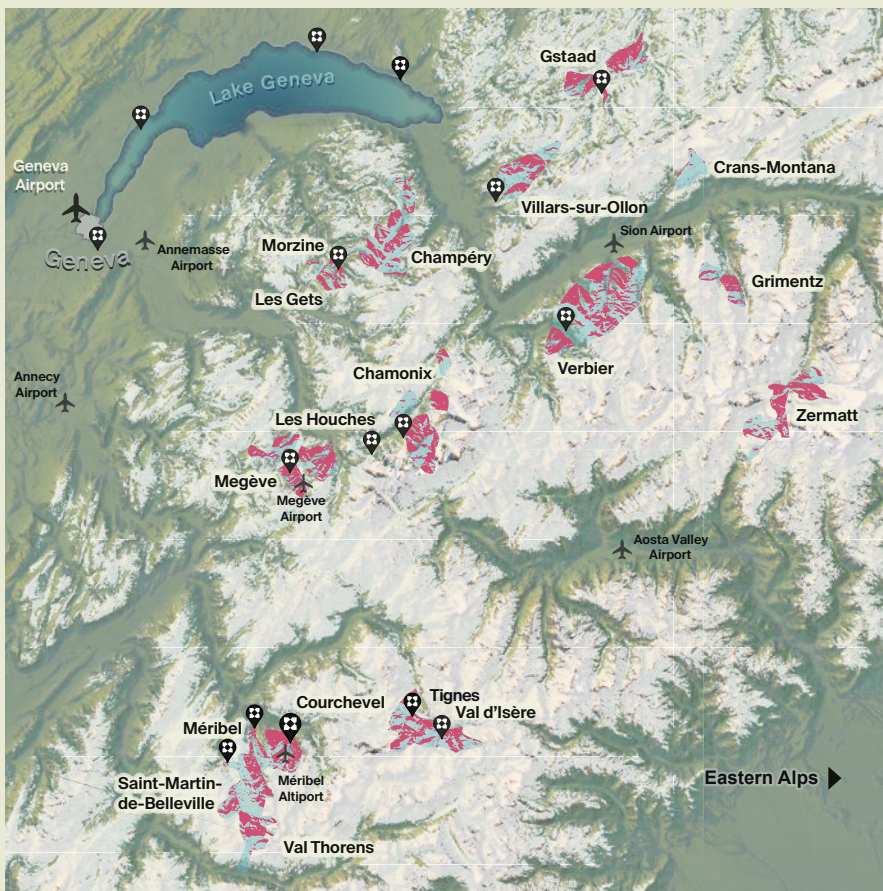 Gstaad
Lake Geneva
Geneva
Airport
Crans-Montana
Villars-sur-Ollon
Sion Airport
Geneva
Annemasse
Airport
Morzine
Champéry
Les Gets
Grimentz
Verbier
Chamonix
Annecy
Airport
Les Houches
Zermatt
Megève
Megève
Airport
Aosta Valley
Airport
Courchevel
Tignes
Val d'Isère
Méribel
Saint-Martin-
de-Belleville
Méribel
Altiport
Eastern Alps
Val Thorens